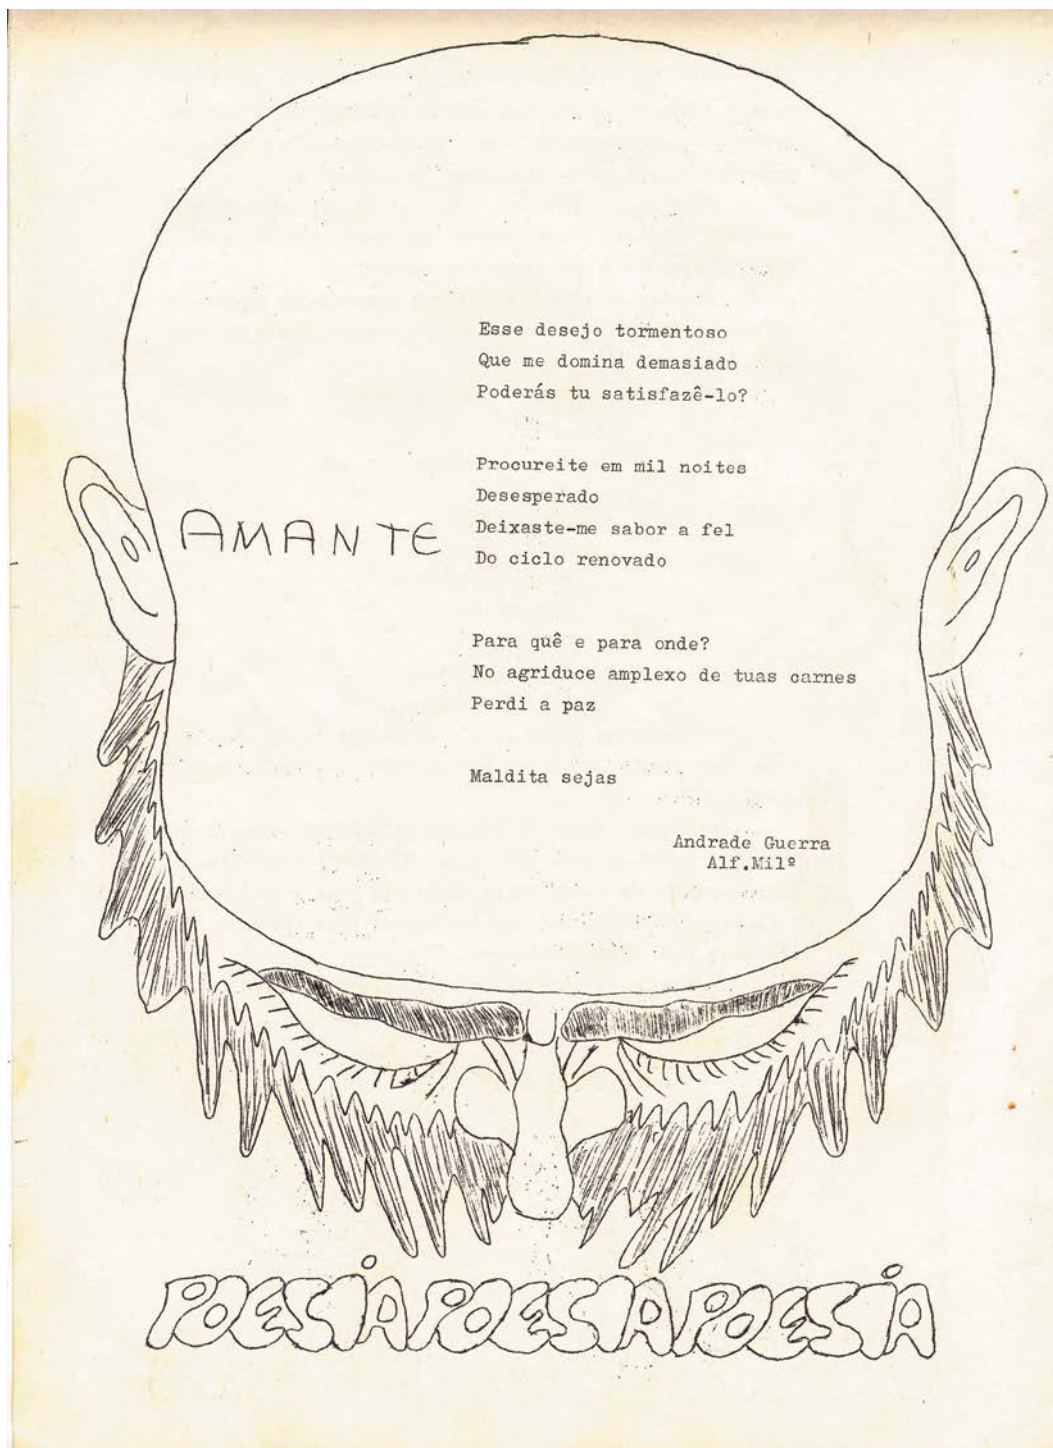 AMANTE
Esse desejo tormentoso
Que me domina demasiado
Poderás tu satisfazê-lo?
Procureite em mil noites
Desesperado
Deixaste-me sabor a fel
Do ciclo renovado
Para quê e para onde?
No agriduce amplexo de tuas carnes
Perdi a paz
Maldita sejas
Andrade Guerra
Alf.Milº
POESIAPOESIAPOESIA